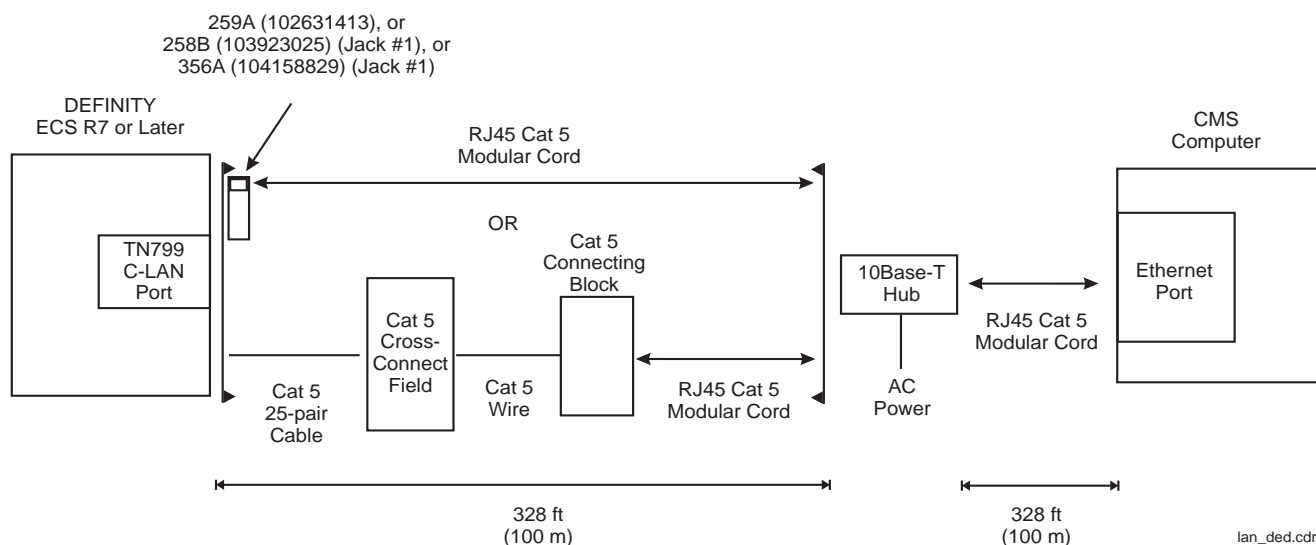 259A (102631413), or
258B (103923025) (Jack #1), or
356A (104158829) (Jack #1)
DEFINITY
ECS R7 or Later
RJ45 Cat 5
Modular Cord
CMS
Computer
TN799
C-LAN
Port
OR
Cat 5
Connecting
Block
10Base-T
Hub
Ethernet
Port
Cat 5
Cross-
Connect
Field
RJ45 Cat 5
Modular Cord
Cat 5
25-pair
Cable
Cat 5
Wire
RJ45 Cat 5
Modular Cord
AC
Power
328 ft
(100 m)
328 ft
(100 m)
lan_ded.cdr